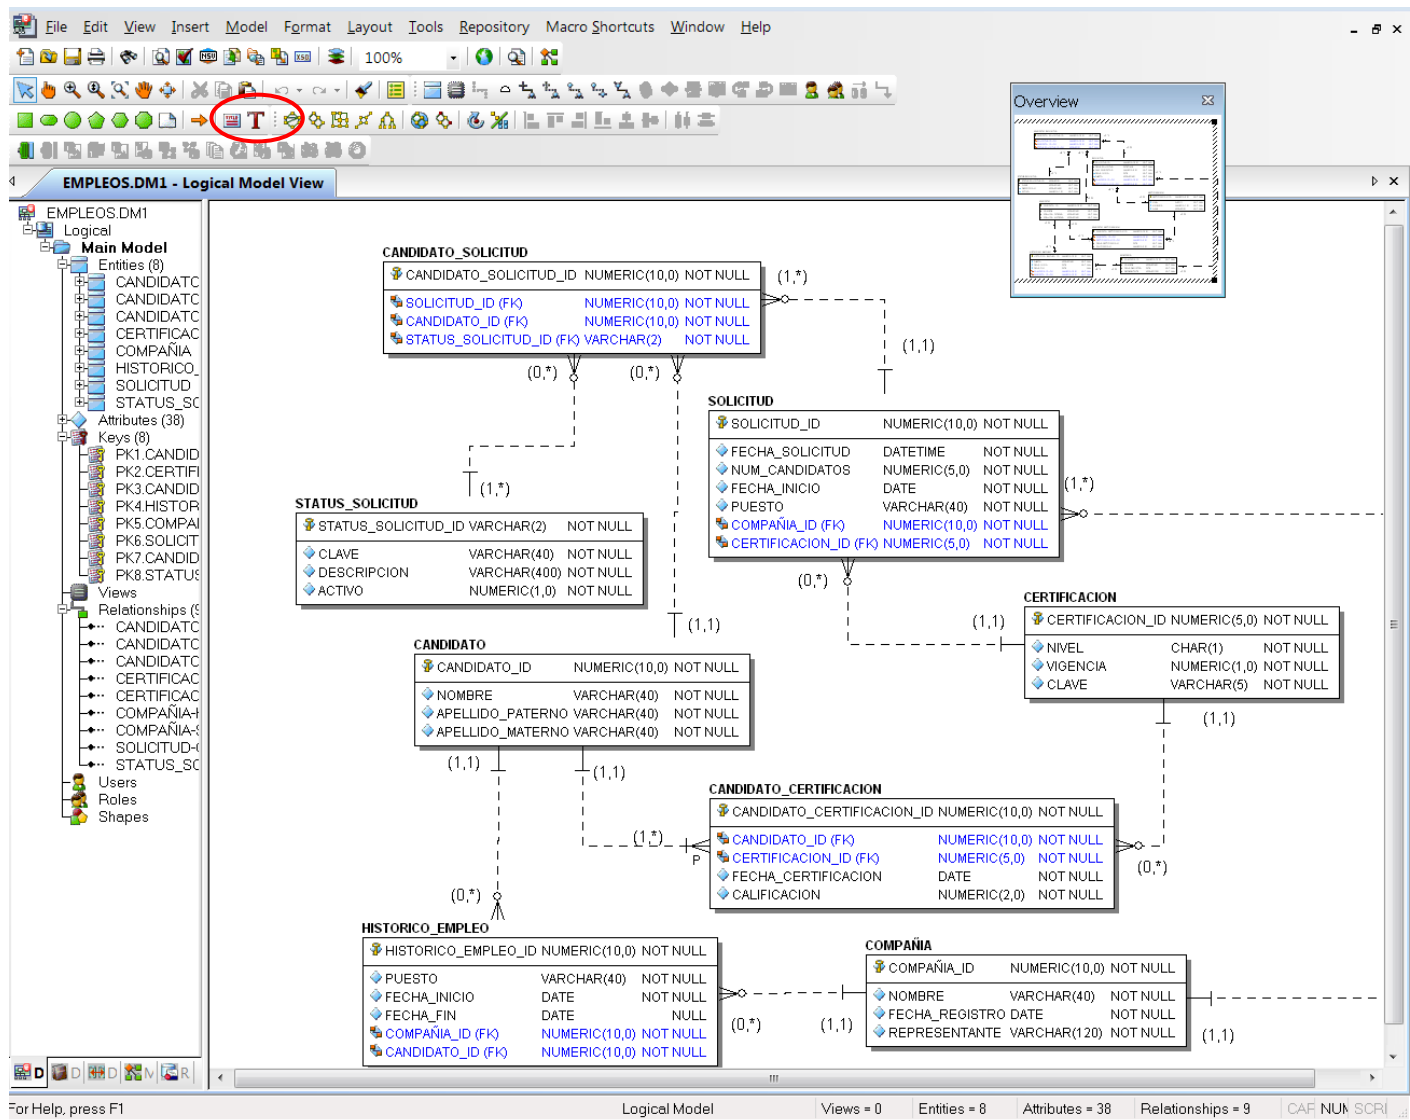 File Edit View Insert Model Format Layout Tools Repository Macro Shortcuts Window Help
100%
T
EMPLEOS.DM1 - Logical Model View
Overview
EMPLEOS.DM1
Logical
Main Model
Entities (8)
CANDIDATO
CANDIDATO
CANDIDATO
CERTIFICAC
COMPAÑIA
HISTORICO_
SOLICITUD
STATUS_SO
Attributes (38)
Keys (8)
PK1.CANDID
PK2.CERTIFI
PK3.CANDID
PK4.HISTOR
PK5.COMPAI
PK6.SOLICIT
PK7.CANDID
PK8.STATUS
Views
Relationships (9
CANDIDATO
CANDIDATO
CANDIDATO
CERTIFICAC
CERTIFICAC
COMPAÑIA-H
COMPAÑIA-S
SOLICITUD-C
STATUS_SO
Users
Roles
Shapes
CANDIDATO_SOLICITUD
CANDIDATO_SOLICITUD_ID NUMERIC(10,0) NOT NULL
SOLICITUD_ID (FK) NUMERIC(10,0) NOT NULL
CANDIDATO_ID (FK) NUMERIC(10,0) NOT NULL
STATUS_SOLICITUD_ID (FK) VARCHAR(2) NOT NULL
(1,*)
(1,1)
(0,*) (0,*)
SOLICITUD
SOLICITUD_ID NUMERIC(10,0) NOT NULL
FECHA_SOLICITUD DATETIME NOT NULL
NUM_CANDIDATOS NUMERIC(5,0) NOT NULL
FECHA_INICIO DATE NOT NULL
PUESTO VARCHAR(40) NOT NULL
COMPAÑIA_ID (FK) NUMERIC(10,0) NOT NULL
CERTIFICACION_ID (FK) NUMERIC(5,0) NOT NULL
(1,*)
(1,*)
STATUS_SOLICITUD
STATUS_SOLICITUD_ID VARCHAR(2) NOT NULL
CLAVE VARCHAR(40) NOT NULL
DESCRIPCION VARCHAR(400) NOT NULL
ACTIVO NUMERIC(1,0) NOT NULL
(0,*)
(1,1)
(1,1)
CERTIFICACION
CERTIFICACION_ID NUMERIC(5,0) NOT NULL
NIVEL CHAR(1) NOT NULL
VIGENCIA NUMERIC(1,0) NOT NULL
CLAVE VARCHAR(5) NOT NULL
(1,1)
CANDIDATO
CANDIDATO_ID NUMERIC(10,0) NOT NULL
NOMBRE VARCHAR(40) NOT NULL
APELLIDO_PATERNO VARCHAR(40) NOT NULL
APELLIDO_MATERNO VARCHAR(40) NOT NULL
(1,1) (1,1)
CANDIDATO_CERTIFICACION
CANDIDATO_CERTIFICACION_ID NUMERIC(10,0) NOT NULL
CANDIDATO_ID (FK) NUMERIC(10,0) NOT NULL
CERTIFICACION_ID (FK) NUMERIC(5,0) NOT NULL
FECHA_CERTIFICACION DATE NOT NULL
CALIFICACION NUMERIC(2,0) NOT NULL
(1,*)
P
(0,*)
(0,*)
HISTORICO_EMPLEO
HISTORICO_EMPLEO_ID NUMERIC(10,0) NOT NULL
PUESTO VARCHAR(40) NOT NULL
FECHA_INICIO DATE NOT NULL
FECHA_FIN DATE NULL
COMPAÑIA_ID (FK) NUMERIC(10,0) NOT NULL
CANDIDATO_ID (FK) NUMERIC(10,0) NOT NULL
(0,*) (1,1)
COMPAÑIA
COMPAÑIA_ID NUMERIC(10,0) NOT NULL
NOMBRE VARCHAR(40) NOT NULL
FECHA_REGISTRO DATE NOT NULL
REPRESENTANTE VARCHAR(120) NOT NULL
(1,1)
D D D M R
For Help, press F1 Logical Model Views = 0 Entities = 8 Attributes = 38 Relationships = 9 CAP NUM SCRL